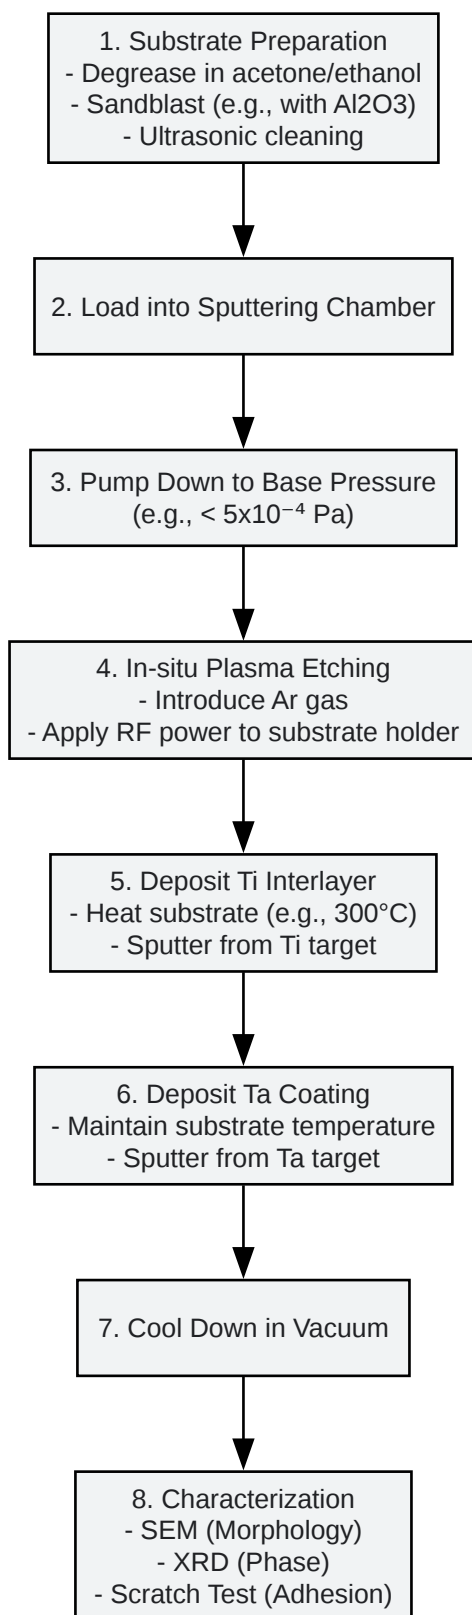 1. Substrate Preparation
- Degrease in acetone/ethanol
- Sandblast (e.g., with Al2O3)
- Ultrasonic cleaning
2. Load into Sputtering Chamber
3. Pump Down to Base Pressure
(e.g., < 5x10⁻⁴ Pa)
4. In-situ Plasma Etching
- Introduce Ar gas
- Apply RF power to substrate holder
5. Deposit Ti Interlayer
- Heat substrate (e.g., 300°C)
- Sputter from Ti target
6. Deposit Ta Coating
- Maintain substrate temperature
- Sputter from Ta target
7. Cool Down in Vacuum
8. Characterization
- SEM (Morphology)
- XRD (Phase)
- Scratch Test (Adhesion)